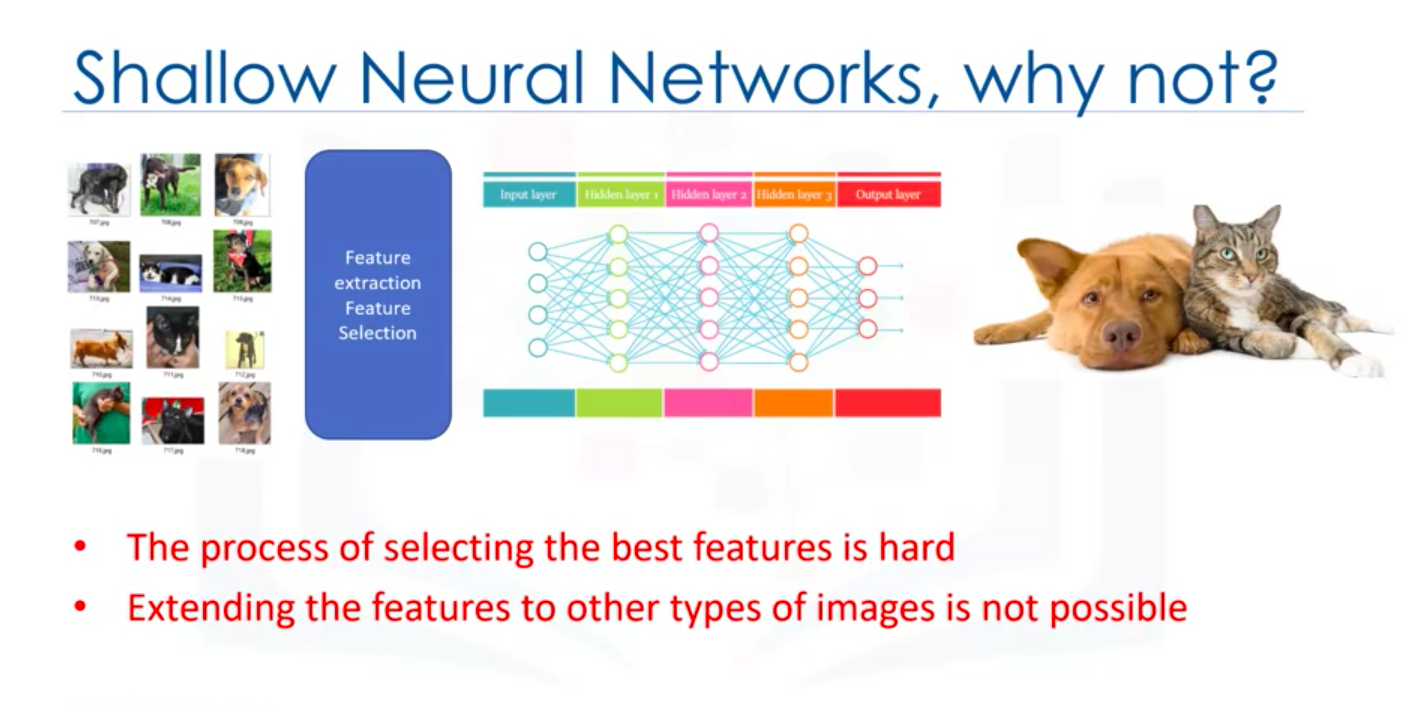 Shallow Neural Networks, why not?
707.jpg 708.jpg 709.jpg
713.jpg 714.jpg 715.jpg
710.jpg 711.jpg 712.jpg
716.jpg 717.jpg 718.jpg
Feature
extraction
Feature
Selection
Input layer Hidden layer 1 Hidden layer 2 Hidden layer 3 Output layer
• The process of selecting the best features is hard
• Extending the features to other types of images is not possible